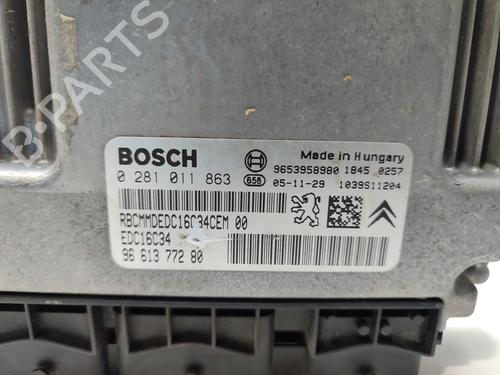 BOSCH
Made in Hungary
0 281 011 863
656
9653958980 1845 0257
05-11-29 1039S11204
RBCMMDEDC16C34CEM 00
EDC16C34
96 613 772 80
B-PARTS